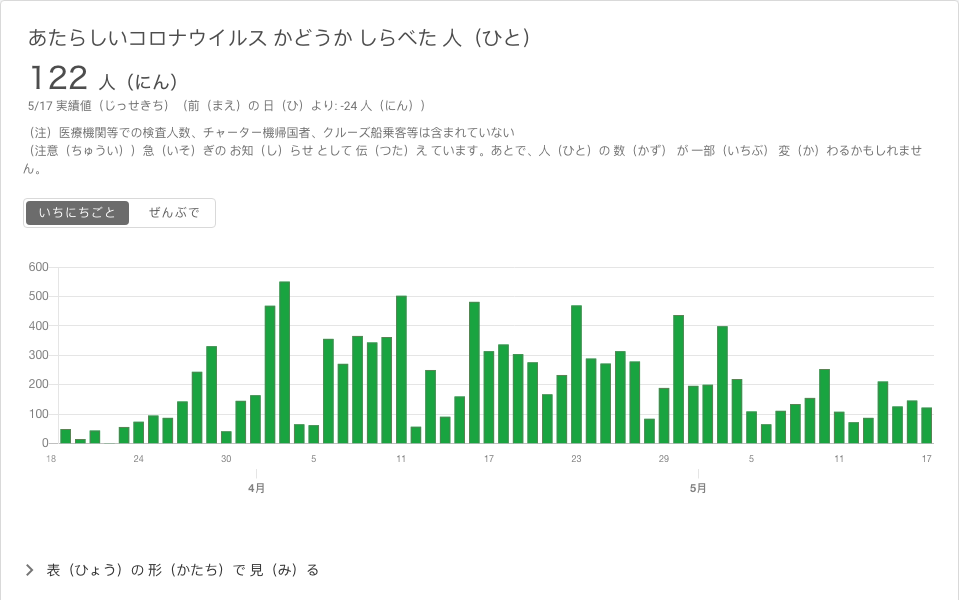 あたらしいコロナウイルス かどうか しらべた 人（ひと）
122 人（にん）
5/17 実績値（じっせきち）（前（まえ）の 日（ひ）より: -24 人（にん））
（注）医療機関等での検査人数、チャーター機帰国者、クルーズ船乗客等は含まれていない
（注意（ちゅうい））急（いそ）ぎの お知（し）らせ として 伝（つた）え ています。あとで、人（ひと）の 数（かず） が 一部（いちぶ） 変（か）わるかもしれませ
ん。
いちにちごと ぜんぶで
600
500
400
300
200
100
0
18 24 30 5 11 17 23 29 5 11 17
4月 5月
表（ひょう）の 形（かたち）で 見（み）る